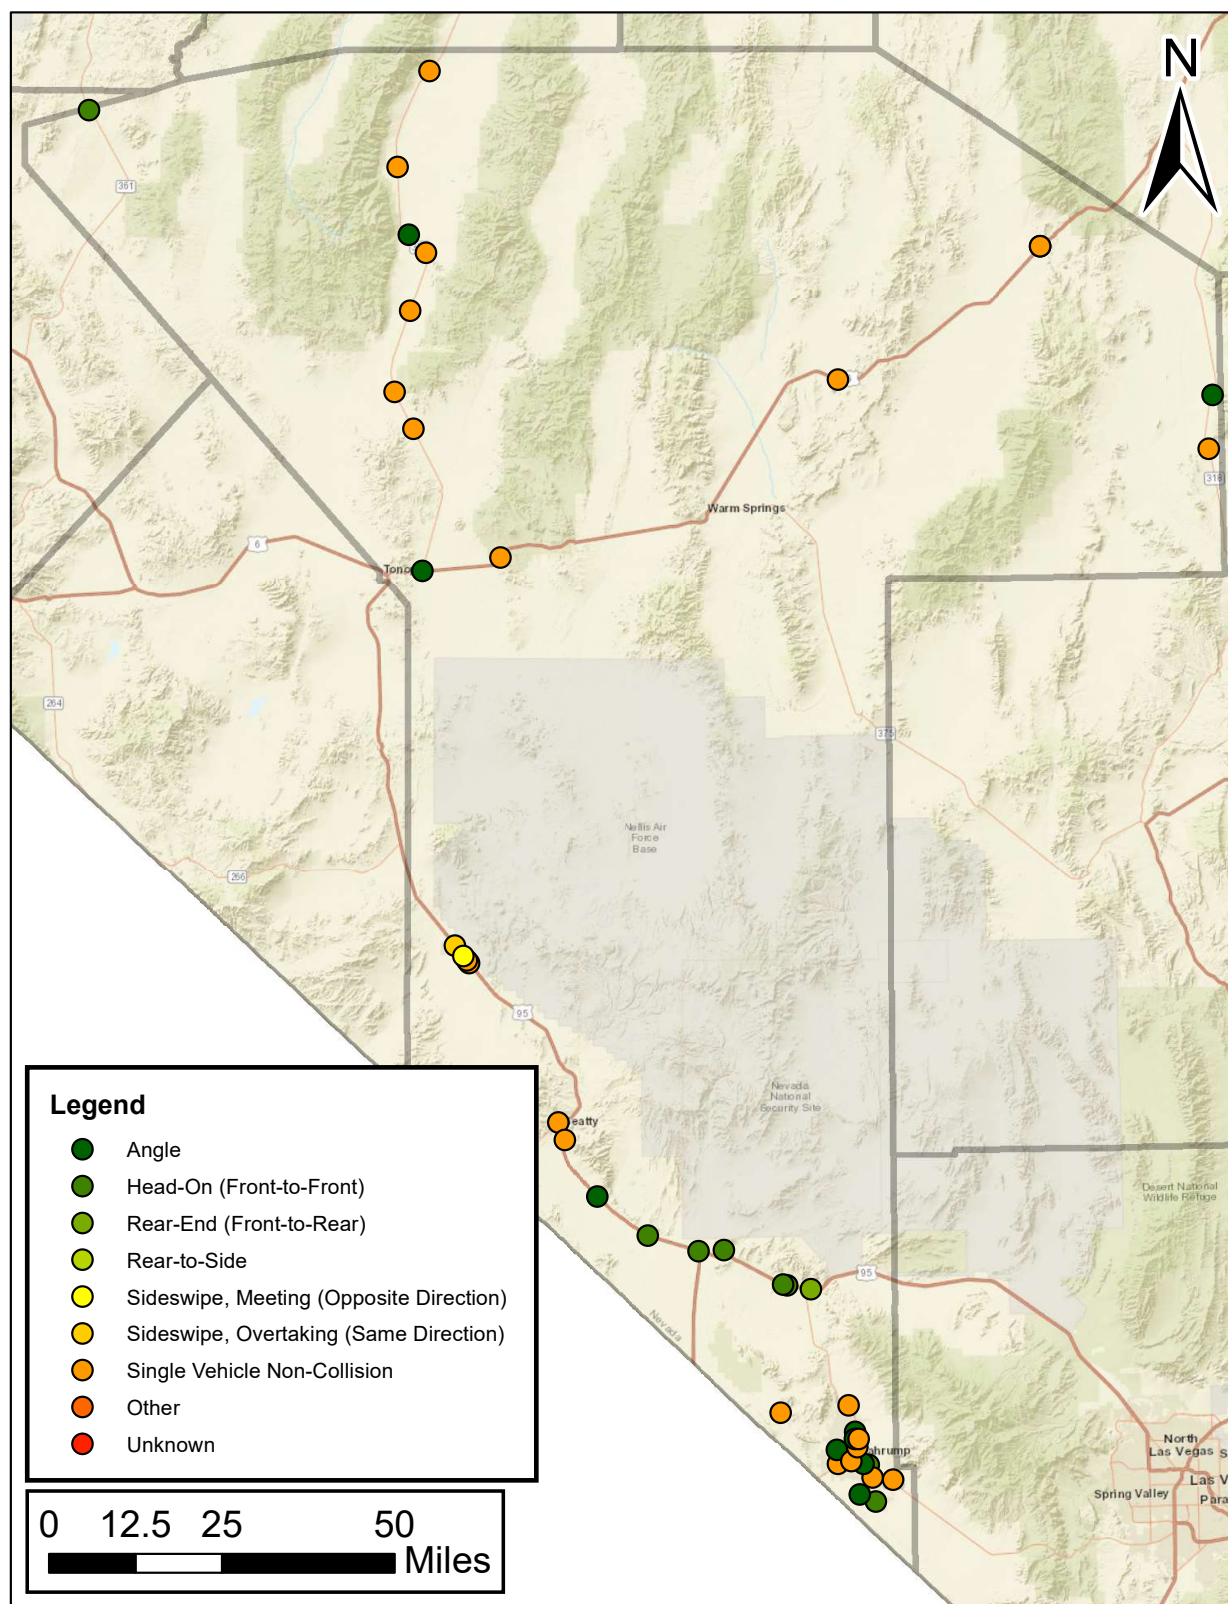 N
361
Warm Springs
318
6
Tono
264
375
Nellis Air
Force
Base
266
95
Nevada
National
Security Site
eatty
Desert National
Wildlife Refuge
95
Nevada
hrump
North
Las Vegas
S
Las V
Spring Valley
Para
Legend
Angle
Head-On (Front-to-Front)
Rear-End (Front-to-Rear)
Rear-to-Side
Sideswipe, Meeting (Opposite Direction)
Sideswipe, Overtaking (Same Direction)
Single Vehicle Non-Collision
Other
Unknown
0 12.5 25 50
Miles